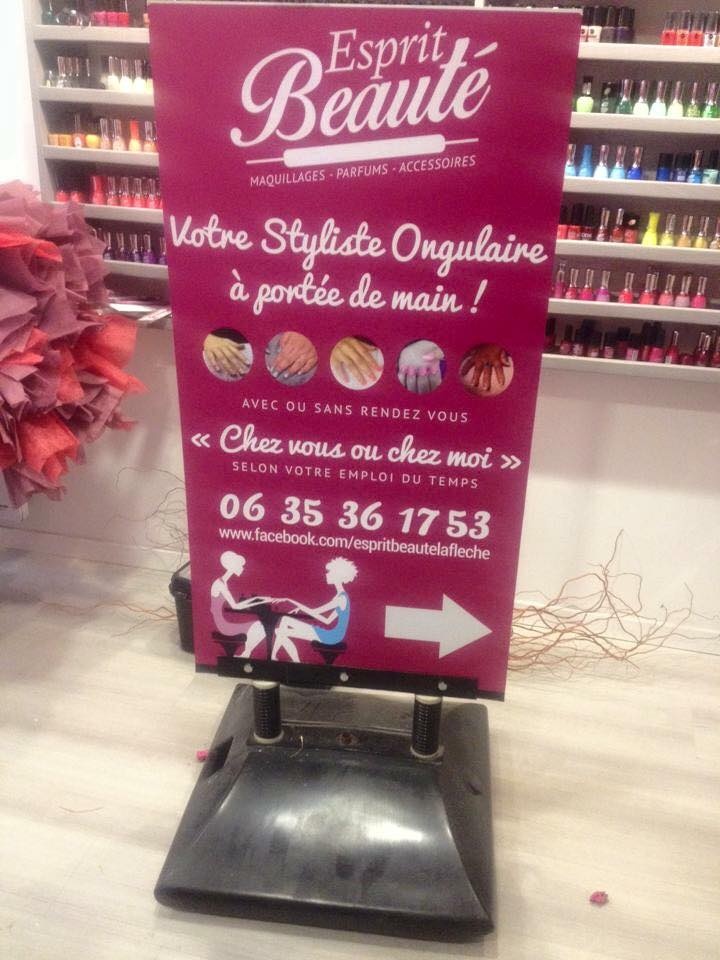 Esprit
Beauté
MAQUILLAGES - PARFUMS - ACCESSOIRES
Votre Styliste Ongulaire
à portée de main !
AVEC OU SANS RENDEZ VOUS
« Chez vous ou chez moi »
SELON VOTRE EMPLOI DU TEMPS
06 35 36 17 53
www.facebook.com/espritbeautelafleche